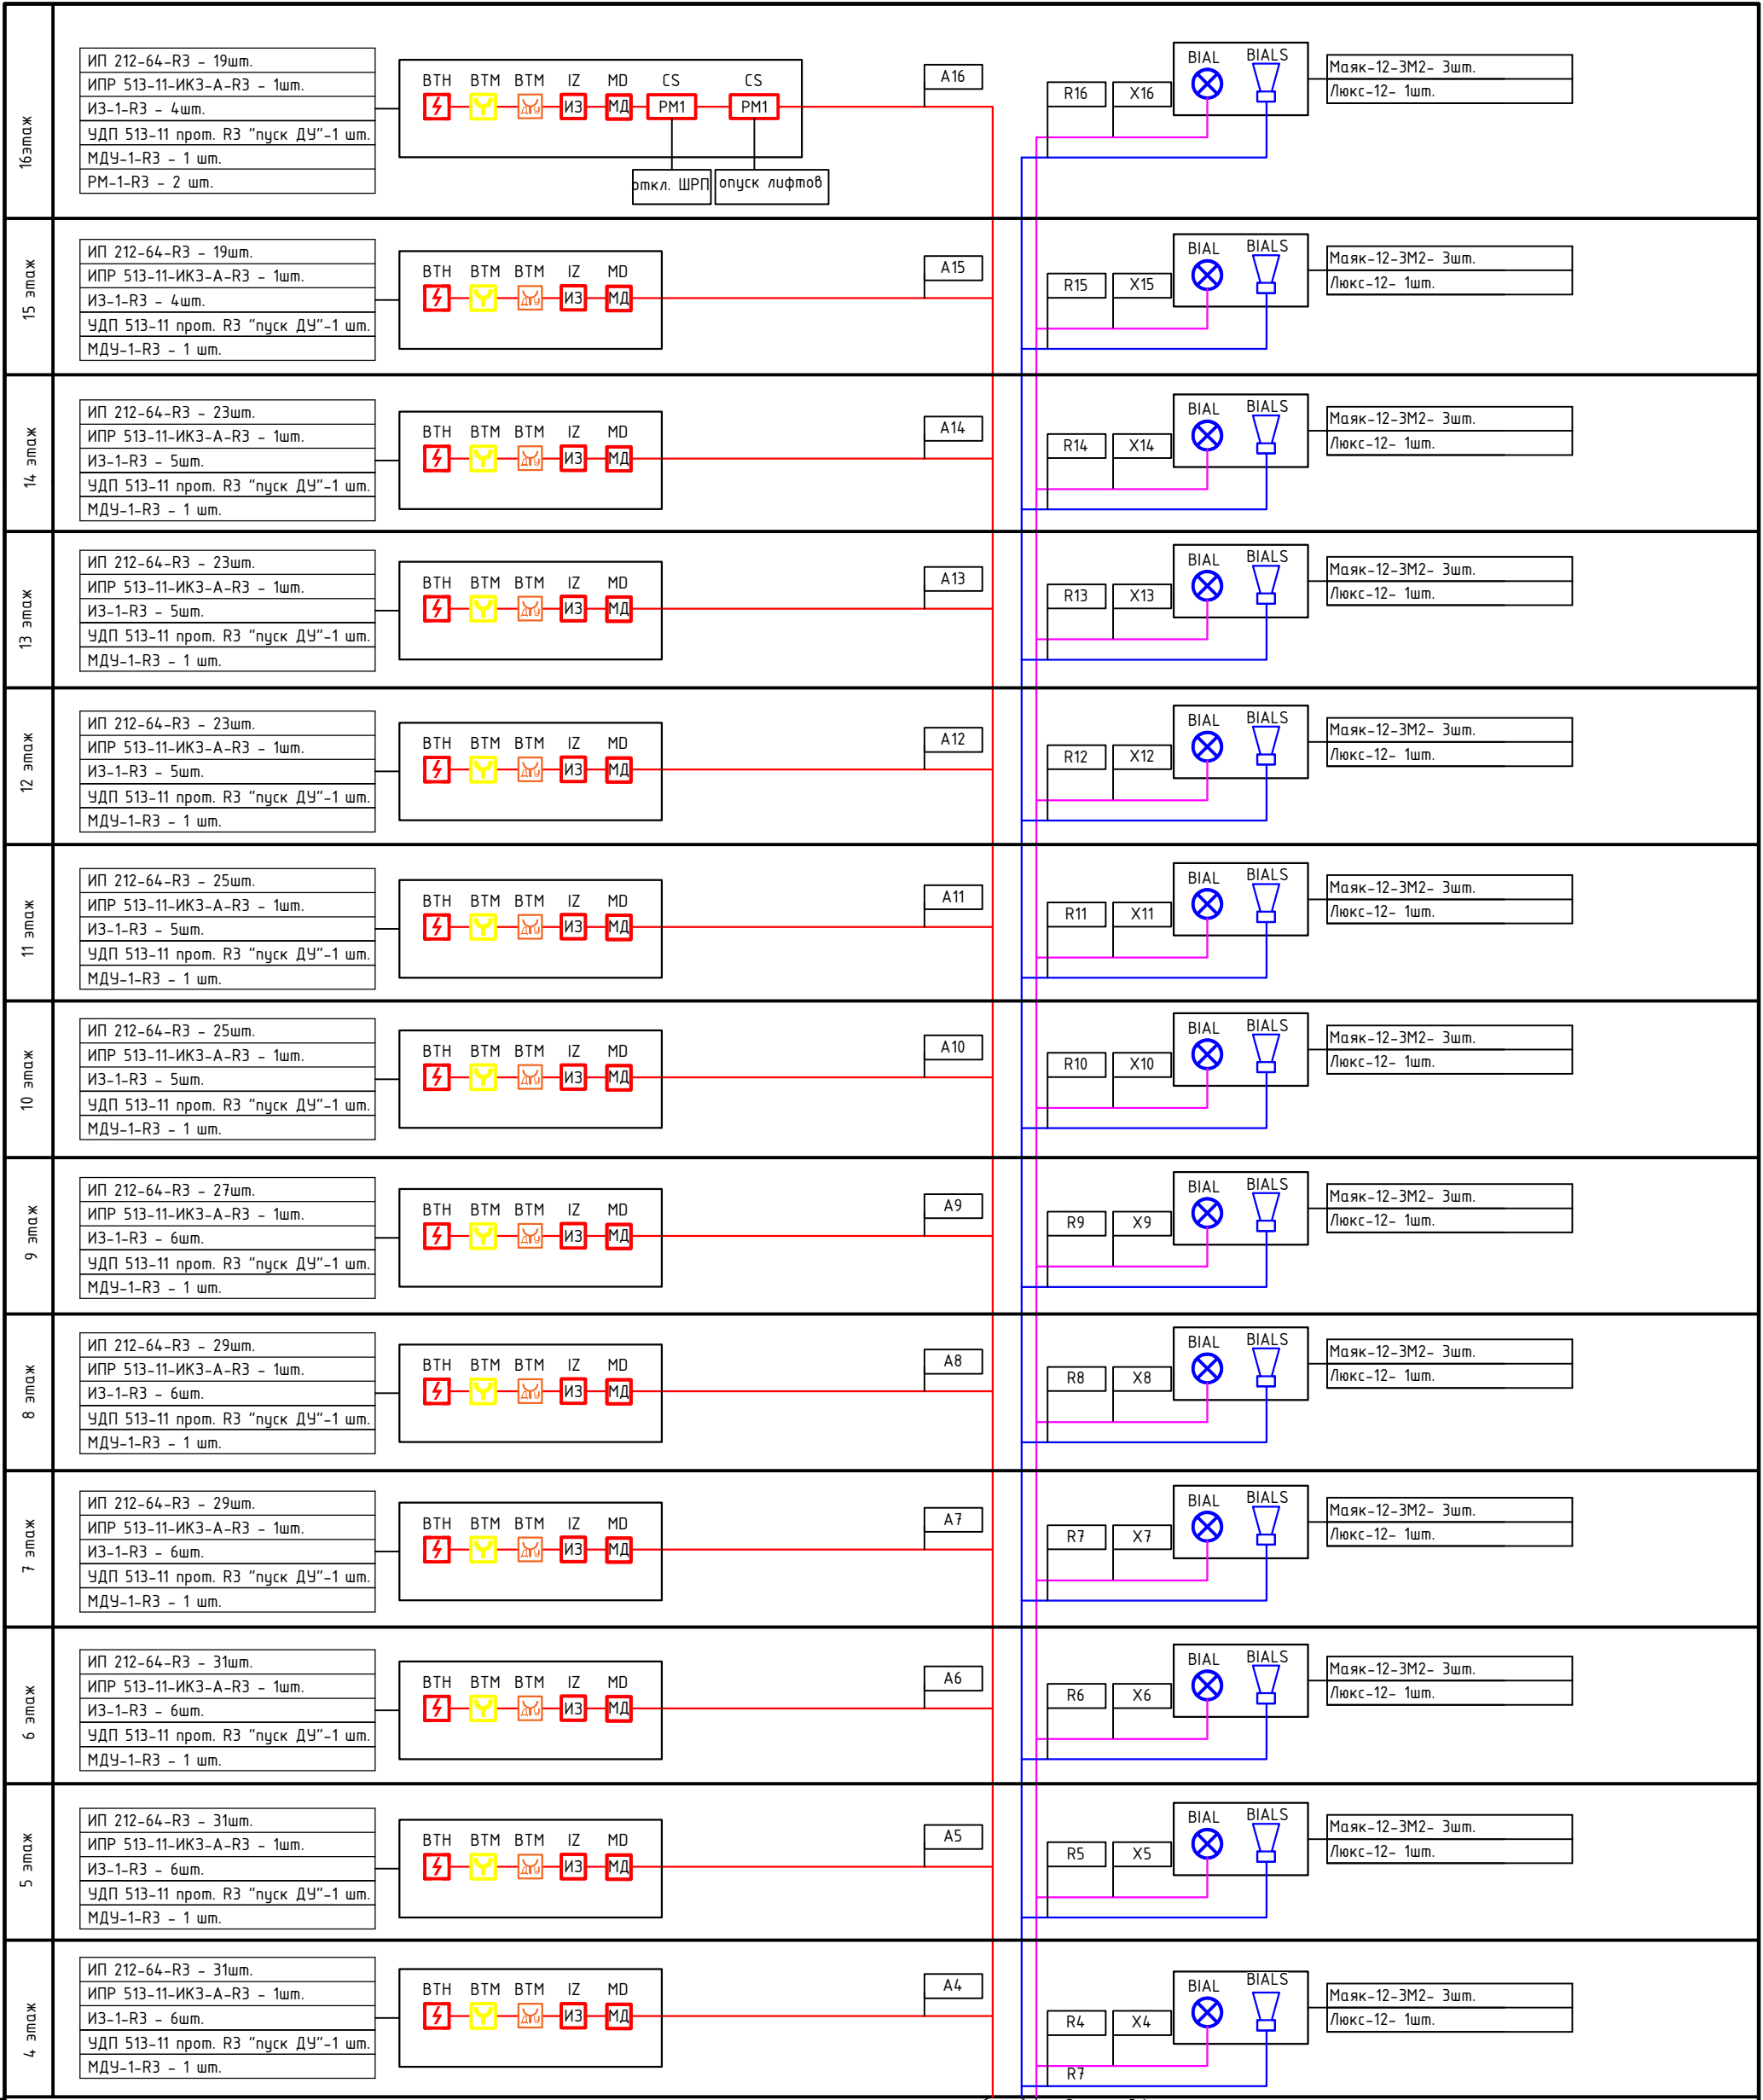 16этаж
ИП 212-64-R3 - 19шт.
ИПР 513-11-ИКЗ-А-R3 - 1шт.
ИЗ-1-R3 - 4шт.
УДП 513-11 прот. R3 "пуск ДУ"-1 шт.
МДУ-1-R3 - 1 шт.
РМ-1-R3 - 2 шт.
BTH BTM BTM IZ MD CS CS
ДУ ИЗ МД РМ1 РМ1
откл. ШРП опуск лифтов
A16
R16 X16
BIAL BIALS
Маяк-12-3М2- 3шт.
Люкс-12- 1шт.
15 этаж
ИП 212-64-R3 - 19шт.
ИПР 513-11-ИКЗ-А-R3 - 1шт.
ИЗ-1-R3 - 4шт.
УДП 513-11 прот. R3 "пуск ДУ"-1 шт.
МДУ-1-R3 - 1 шт.
BTH BTM BTM IZ MD
ДУ ИЗ МД
A15
R15 X15
BIAL BIALS
Маяк-12-3М2- 3шт.
Люкс-12- 1шт.
14 этаж
ИП 212-64-R3 - 23шт.
ИПР 513-11-ИКЗ-А-R3 - 1шт.
ИЗ-1-R3 - 5шт.
УДП 513-11 прот. R3 "пуск ДУ"-1 шт.
МДУ-1-R3 - 1 шт.
BTH BTM BTM IZ MD
ДУ ИЗ МД
A14
R14 X14
BIAL BIALS
Маяк-12-3М2- 3шт.
Люкс-12- 1шт.
13 этаж
ИП 212-64-R3 - 23шт.
ИПР 513-11-ИКЗ-А-R3 - 1шт.
ИЗ-1-R3 - 5шт.
УДП 513-11 прот. R3 "пуск ДУ"-1 шт.
МДУ-1-R3 - 1 шт.
BTH BTM BTM IZ MD
ДУ ИЗ МД
A13
R13 X13
BIAL BIALS
Маяк-12-3М2- 3шт.
Люкс-12- 1шт.
12 этаж
ИП 212-64-R3 - 23шт.
ИПР 513-11-ИКЗ-А-R3 - 1шт.
ИЗ-1-R3 - 5шт.
УДП 513-11 прот. R3 "пуск ДУ"-1 шт.
МДУ-1-R3 - 1 шт.
BTH BTM BTM IZ MD
ДУ ИЗ МД
A12
R12 X12
BIAL BIALS
Маяк-12-3М2- 3шт.
Люкс-12- 1шт.
11 этаж
ИП 212-64-R3 - 25шт.
ИПР 513-11-ИКЗ-А-R3 - 1шт.
ИЗ-1-R3 - 5шт.
УДП 513-11 прот. R3 "пуск ДУ"-1 шт.
МДУ-1-R3 - 1 шт.
BTH BTM BTM IZ MD
ДУ ИЗ МД
A11
R11 X11
BIAL BIALS
Маяк-12-3М2- 3шт.
Люкс-12- 1шт.
10 этаж
ИП 212-64-R3 - 25шт.
ИПР 513-11-ИКЗ-А-R3 - 1шт.
ИЗ-1-R3 - 5шт.
УДП 513-11 прот. R3 "пуск ДУ"-1 шт.
МДУ-1-R3 - 1 шт.
BTH BTM BTM IZ MD
ДУ ИЗ МД
A10
R10 X10
BIAL BIALS
Маяк-12-3М2- 3шт.
Люкс-12- 1шт.
9 этаж
ИП 212-64-R3 - 27шт.
ИПР 513-11-ИКЗ-А-R3 - 1шт.
ИЗ-1-R3 - 6шт.
УДП 513-11 прот. R3 "пуск ДУ"-1 шт.
МДУ-1-R3 - 1 шт.
BTH BTM BTM IZ MD
ДУ ИЗ МД
A9
R9 X9
BIAL BIALS
Маяк-12-3М2- 3шт.
Люкс-12- 1шт.
8 этаж
ИП 212-64-R3 - 29шт.
ИПР 513-11-ИКЗ-А-R3 - 1шт.
ИЗ-1-R3 - 6шт.
УДП 513-11 прот. R3 "пуск ДУ"-1 шт.
МДУ-1-R3 - 1 шт.
BTH BTM BTM IZ MD
ДУ ИЗ МД
A8
R8 X8
BIAL BIALS
Маяк-12-3М2- 3шт.
Люкс-12- 1шт.
7 этаж
ИП 212-64-R3 - 29шт.
ИПР 513-11-ИКЗ-А-R3 - 1шт.
ИЗ-1-R3 - 6шт.
УДП 513-11 прот. R3 "пуск ДУ"-1 шт.
МДУ-1-R3 - 1 шт.
BTH BTM BTM IZ MD
ДУ ИЗ МД
A7
R7 X7
BIAL BIALS
Маяк-12-3М2- 3шт.
Люкс-12- 1шт.
6 этаж
ИП 212-64-R3 - 31шт.
ИПР 513-11-ИКЗ-А-R3 - 1шт.
ИЗ-1-R3 - 6шт.
УДП 513-11 прот. R3 "пуск ДУ"-1 шт.
МДУ-1-R3 - 1 шт.
BTH BTM BTM IZ MD
ДУ ИЗ МД
A6
R6 X6
BIAL BIALS
Маяк-12-3М2- 3шт.
Люкс-12- 1шт.
5 этаж
ИП 212-64-R3 - 31шт.
ИПР 513-11-ИКЗ-А-R3 - 1шт.
ИЗ-1-R3 - 6шт.
УДП 513-11 прот. R3 "пуск ДУ"-1 шт.
МДУ-1-R3 - 1 шт.
BTH BTM BTM IZ MD
ДУ ИЗ МД
A5
R5 X5
BIAL BIALS
Маяк-12-3М2- 3шт.
Люкс-12- 1шт.
4 этаж
ИП 212-64-R3 - 31шт.
ИПР 513-11-ИКЗ-А-R3 - 1шт.
ИЗ-1-R3 - 6шт.
УДП 513-11 прот. R3 "пуск ДУ"-1 шт.
МДУ-1-R3 - 1 шт.
BTH BTM BTM IZ MD
ДУ ИЗ МД
A4
R4 X4
R7
BIAL BIALS
Маяк-12-3М2- 3шт.
Люкс-12- 1шт.